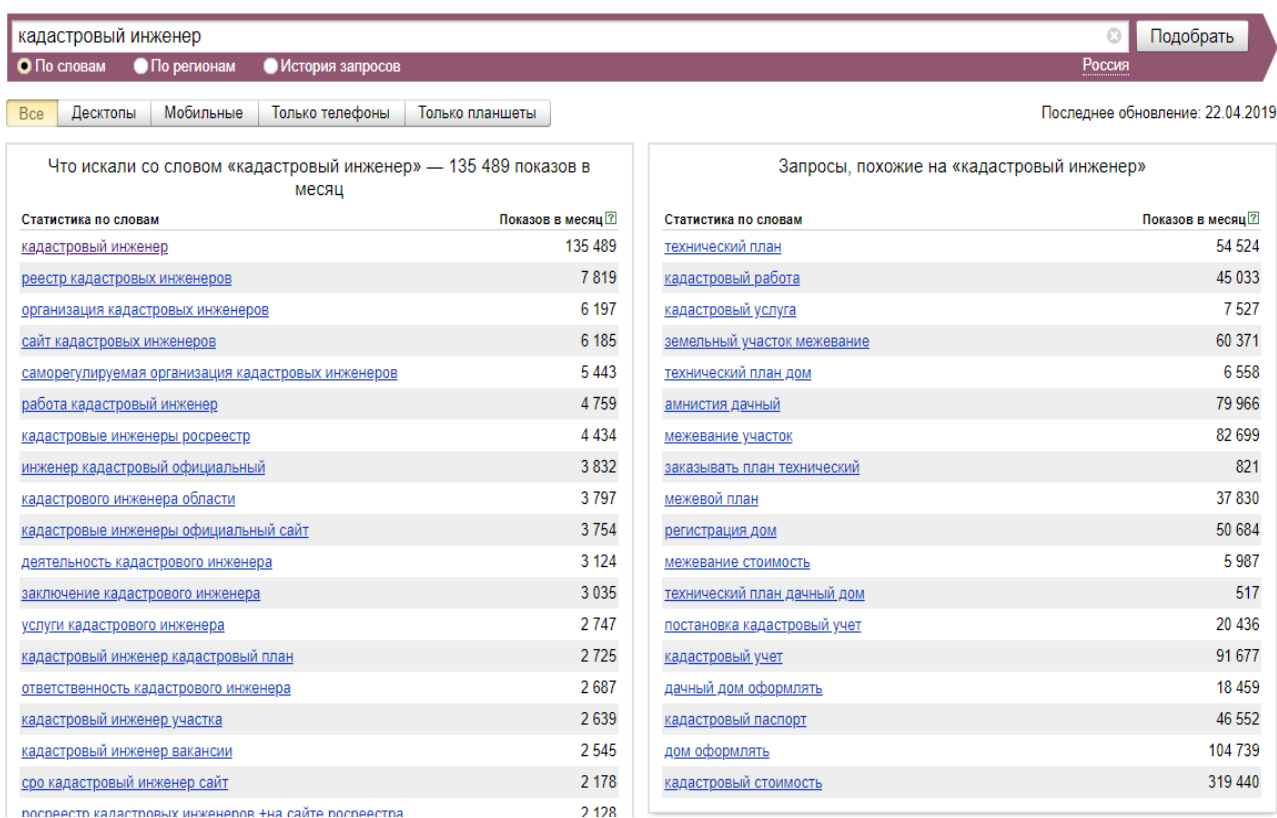 кадастровый инженер
Подобрать
По словам По регионам История запросов Россия
Все Десктопы Мобильные Только телефоны Только планшеты Последнее обновление: 22.04.2019
Что искали со словом «кадастровый инженер» — 135 489 показов в
месяц
Статистика по словам Показов в месяц ?
кадастровый инженер 135 489
реестр кадастровых инженеров 7 819
организация кадастровых инженеров 6 197
сайт кадастровых инженеров 6 185
саморегулируемая организация кадастровых инженеров 5 443
работа кадастровый инженер 4 759
кадастровые инженеры росреестр 4 434
инженер кадастровый официальный 3 832
кадастрового инженера области 3 797
кадастровые инженеры официальный сайт 3 754
деятельность кадастрового инженера 3 124
заключение кадастрового инженера 3 035
услуги кадастрового инженера 2 747
кадастровый инженер кадастровый план 2 725
ответственность кадастрового инженера 2 687
кадастровый инженер участка 2 639
кадастровый инженер вакансии 2 545
сро кадастровый инженер сайт 2 178
росреестр кадастровых инженеров +на сайте росреестра 2 128
Запросы, похожие на «кадастровый инженер»
Статистика по словам Показов в месяц ?
технический план 54 524
кадастровый работа 45 033
кадастровый услуга 7 527
земельный участок межевание 60 371
технический план дом 6 558
амнистия дачный 79 966
межевание участок 82 699
заказывать план технический 821
межевой план 37 830
регистрация дом 50 684
межевание стоимость 5 987
технический план дачный дом 517
постановка кадастровый учет 20 436
кадастровый учет 91 677
дачный дом оформлять 18 459
кадастровый паспорт 46 552
дом оформлять 104 739
кадастровый стоимость 319 440